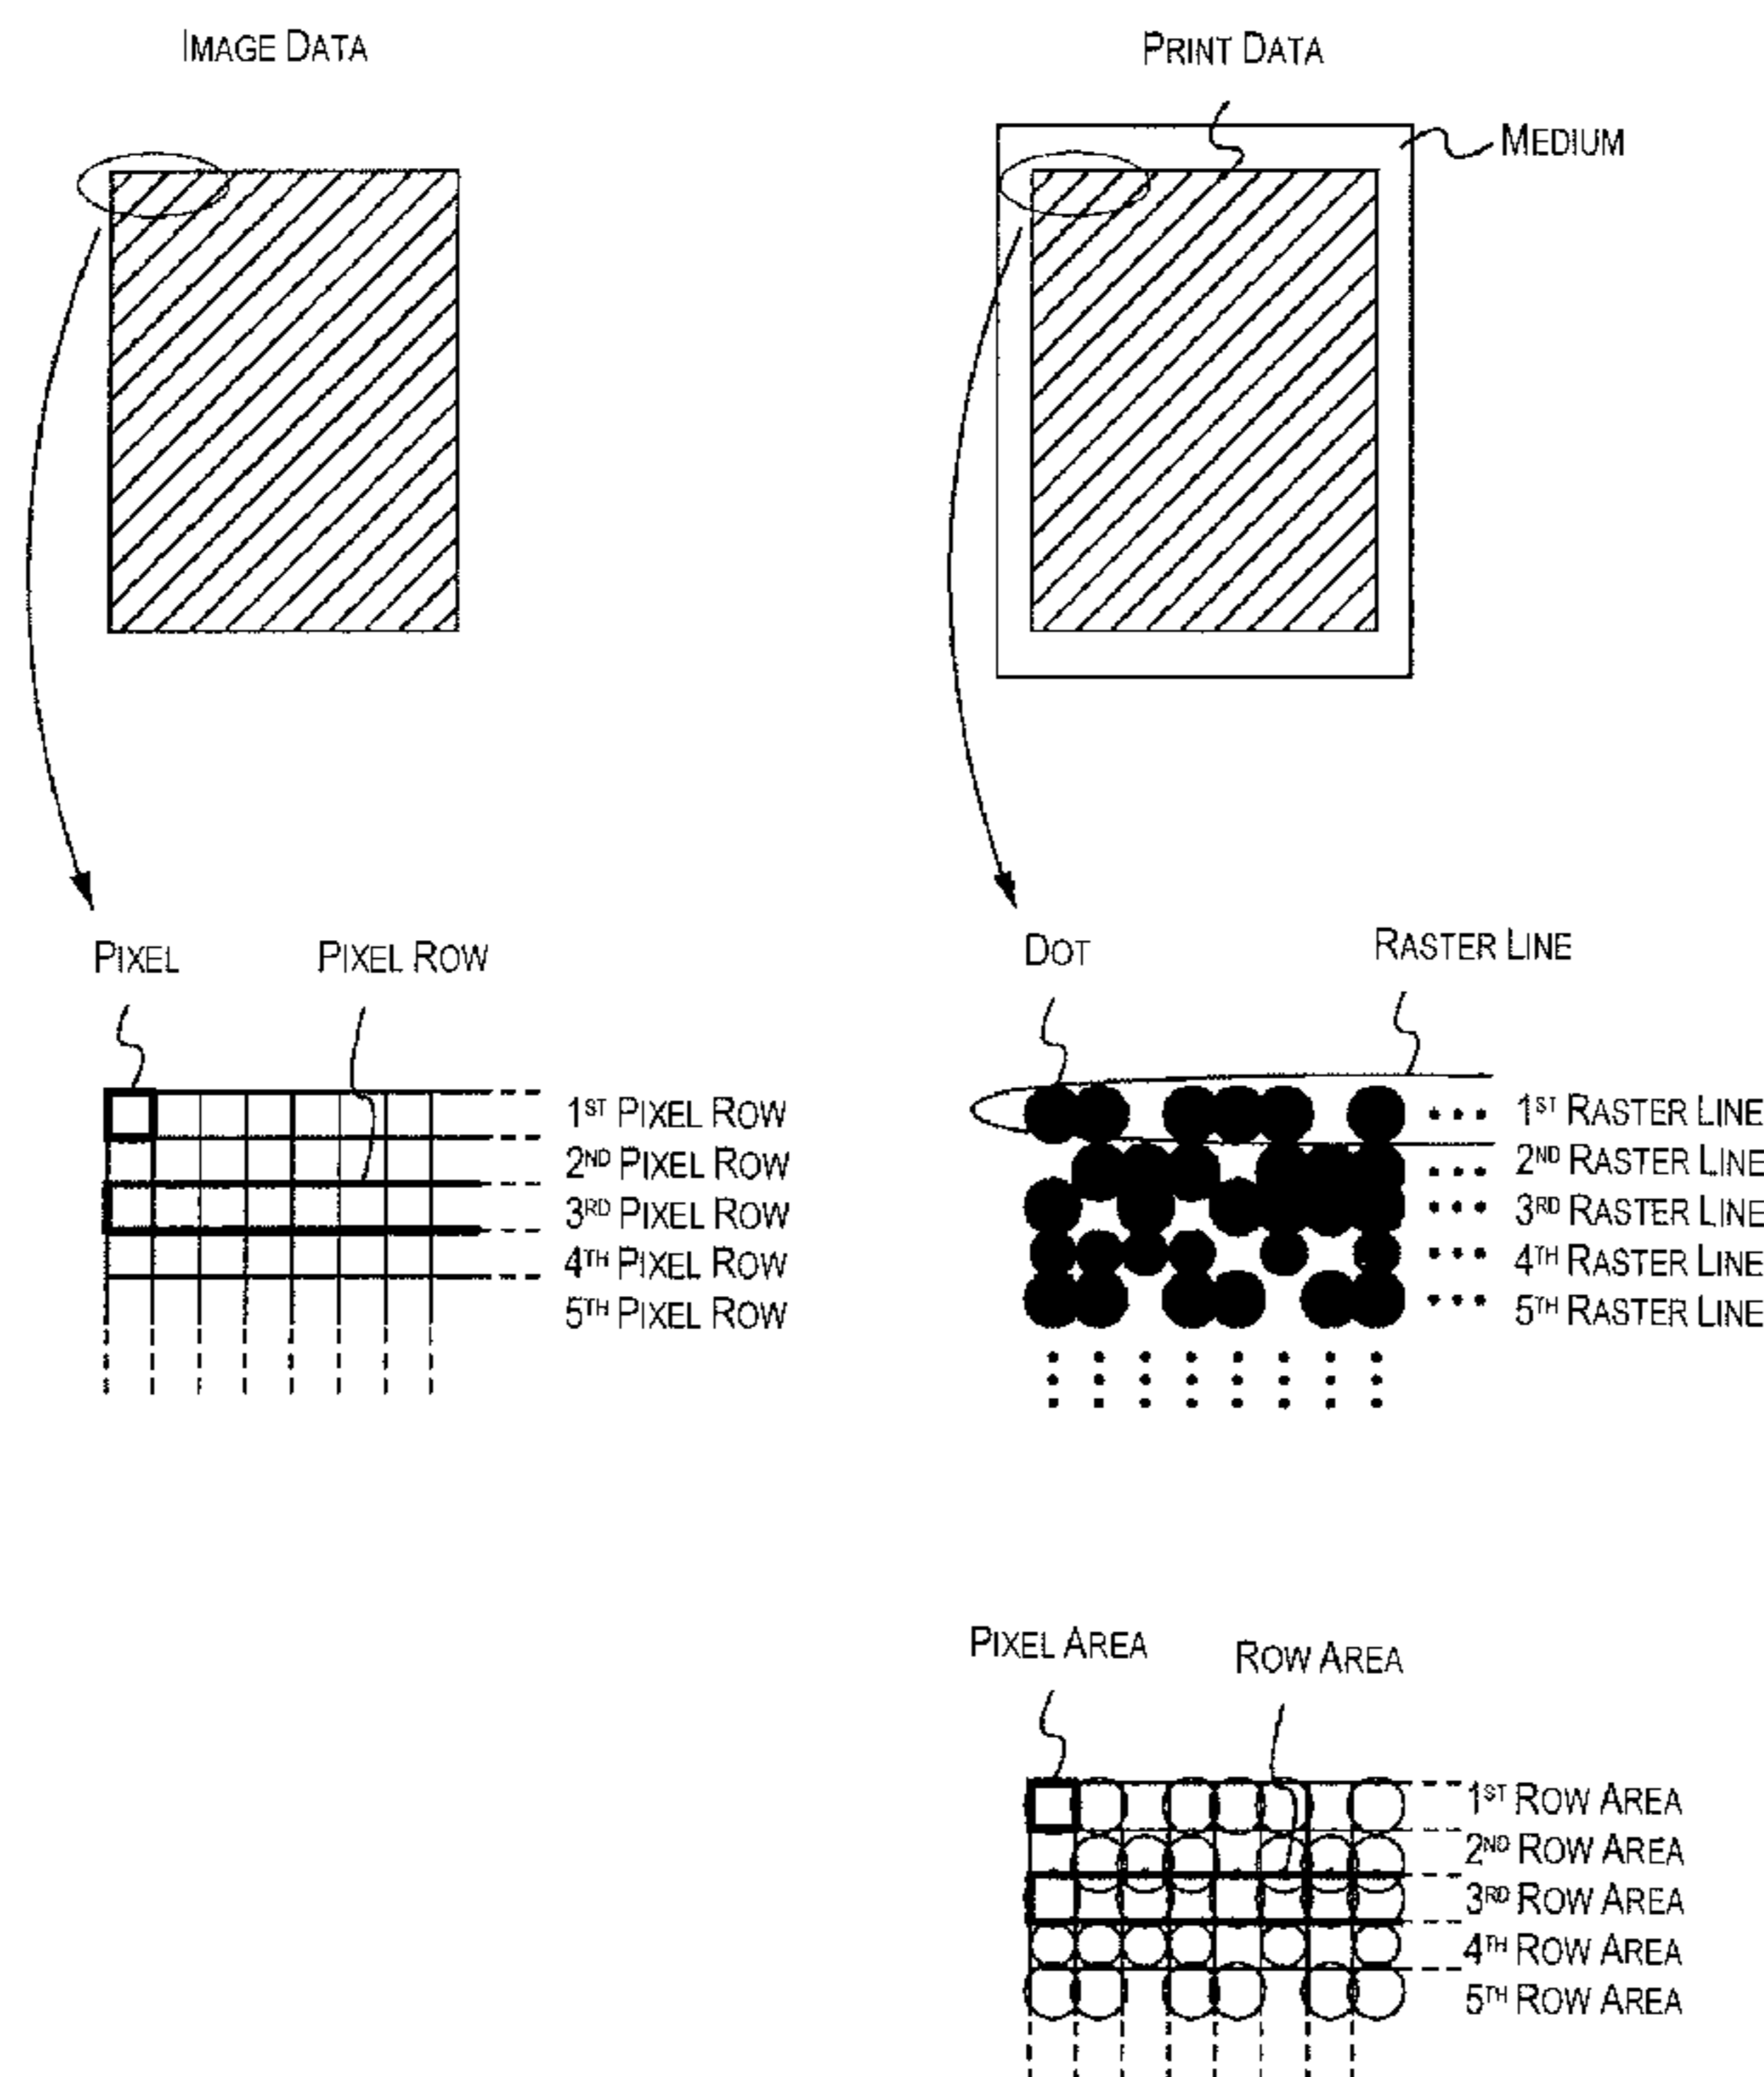 IMAGE DATA
PRINT DATA
MEDIUM
PIXEL
PIXEL ROW
1ST PIXEL ROW
2ND PIXEL ROW
3RD PIXEL ROW
4TH PIXEL ROW
5TH PIXEL ROW
DOT
RASTER LINE
1ST RASTER LINE
2ND RASTER LINE
3RD RASTER LINE
4TH RASTER LINE
5TH RASTER LINE
PIXEL AREA
ROW AREA
1ST ROW AREA
2ND ROW AREA
3RD ROW AREA
4TH ROW AREA
5TH ROW AREA